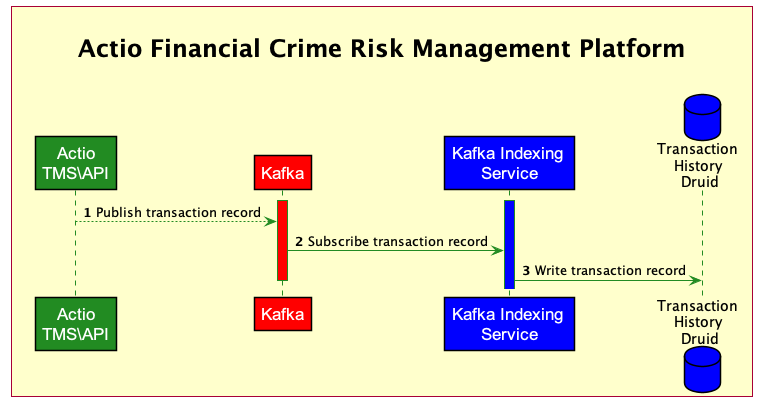 Actio Financial Crime Risk Management Platform
Actio
TMS\API
Kafka
Kafka Indexing
Service
Transaction
History
Druid
1 Publish transaction record
2 Subscribe transaction record
3 Write transaction record
Actio
TMS\API
Kafka
Kafka Indexing
Service
Transaction
History
Druid